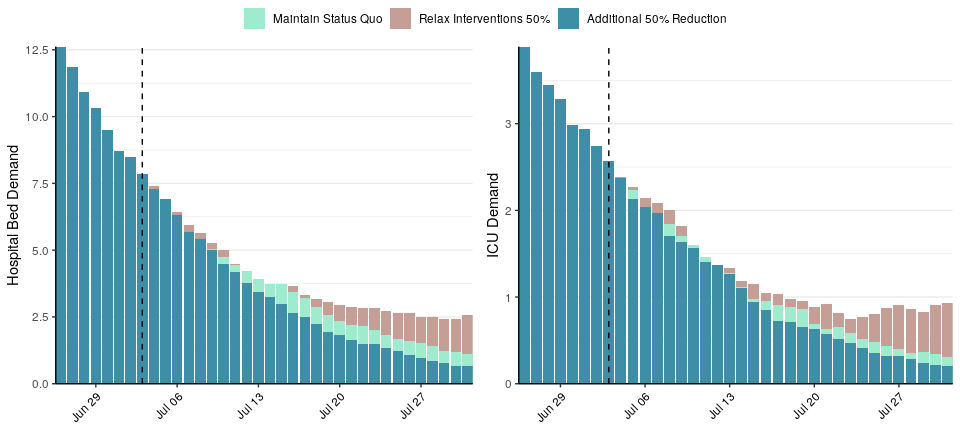 Maintain Status Quo Relax Interventions 50% Additional 50% Reduction
Hospital Bed Demand
12.5
10.0
7.5
5.0
2.5
0.0
Jun 29 Jul 06 Jul 13 Jul 20 Jul 27
ICU Demand
3
2
1
0
Jun 29 Jul 06 Jul 13 Jul 20 Jul 27